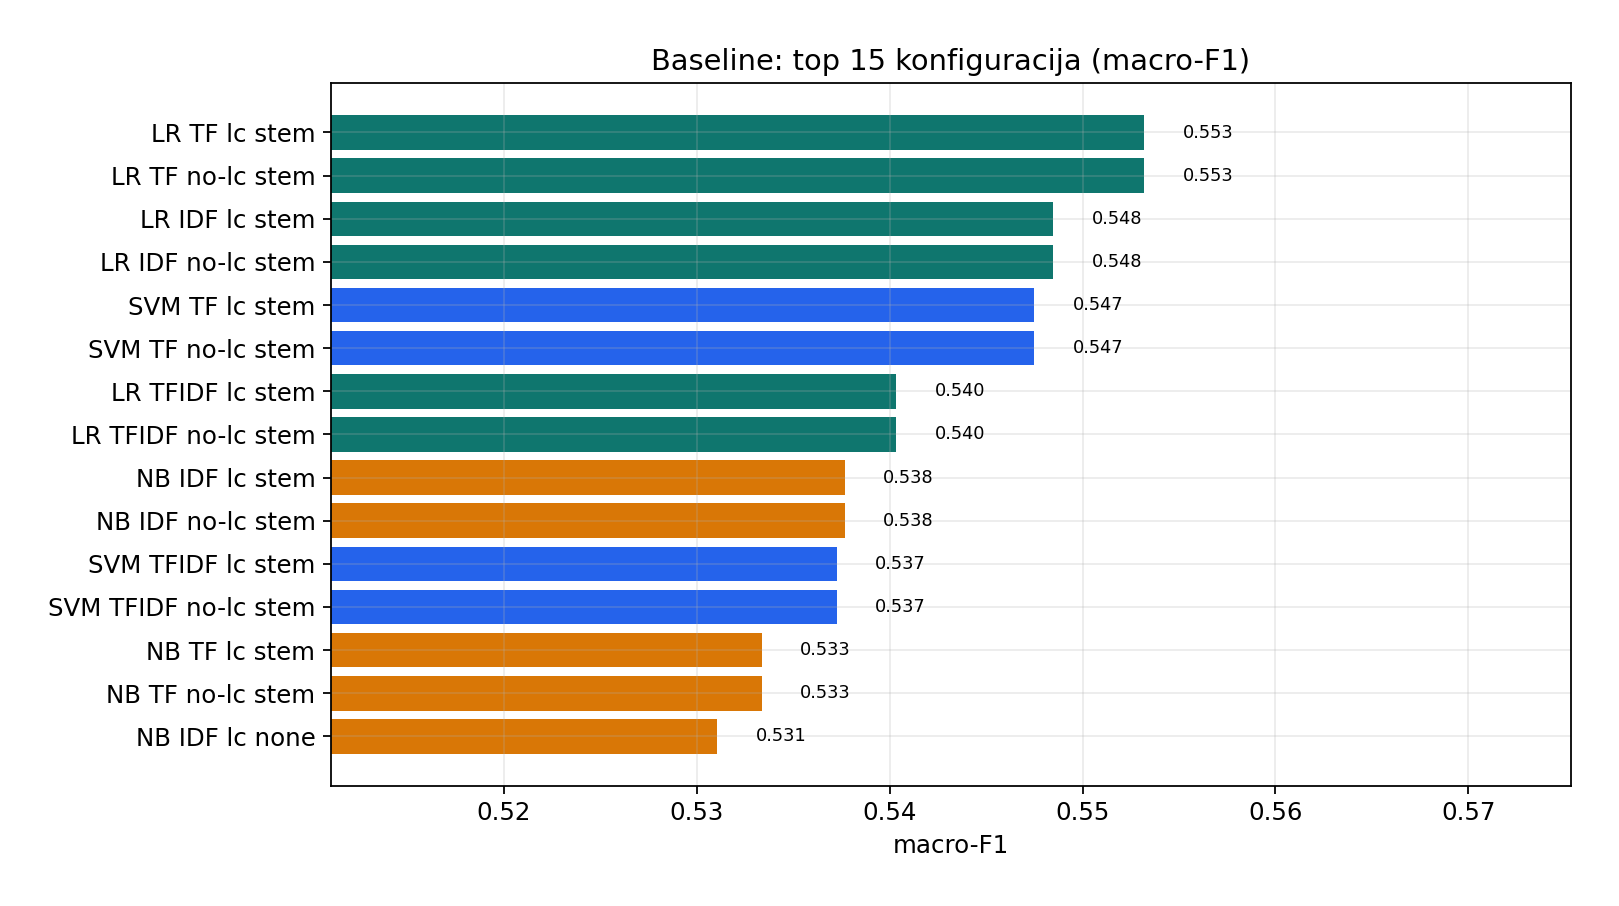 Baseline: top 15 konfiguracija (macro-F1)
LR TF lc stem 0.553
LR TF no-lc stem 0.553
LR IDF lc stem 0.548
LR IDF no-lc stem 0.548
SVM TF lc stem 0.547
SVM TF no-lc stem 0.547
LR TFIDF lc stem 0.540
LR TFIDF no-lc stem 0.540
NB IDF lc stem 0.538
NB IDF no-lc stem 0.538
SVM TFIDF lc stem 0.537
SVM TFIDF no-lc stem 0.537
NB TF lc stem 0.533
NB TF no-lc stem 0.533
NB IDF lc none 0.531
0.52 0.53 0.54 0.55 0.56 0.57
macro-F1